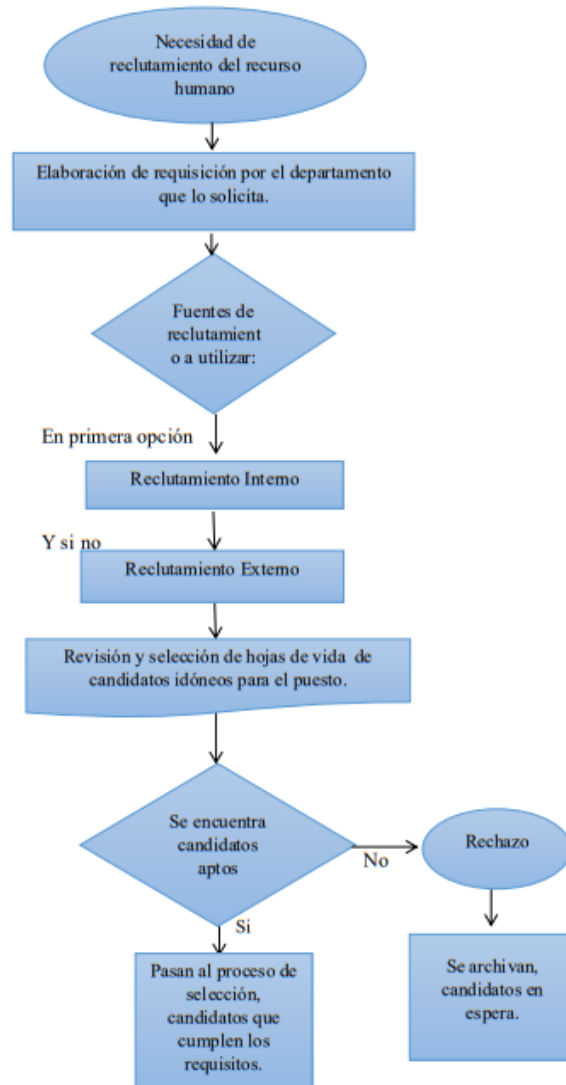 Necesidad de
reclutamiento del recurso
humano
Elaboración de requisición por el departamento
que lo solicita.
Fuentes de
reclutamient
o a utilizar:
En primera opción
Reclutamiento Interno
Y si no
Reclutamiento Externo
Revisión y selección de hojas de vida de
candidatos idóneos para el puesto.
Se encuentra
candidatos
aptos
No
Rechazo
Si
Pasan al proceso de
selección,
candidatos que
cumplen los
requisitos.
Se archivan,
candidatos en
espera.